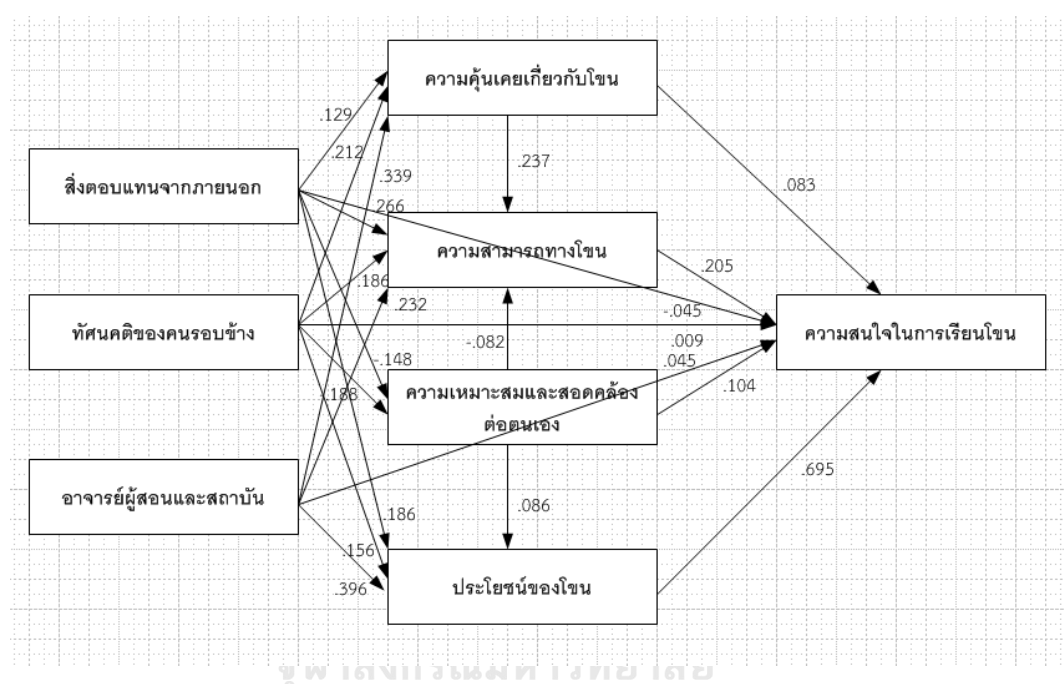 ความคุ้นเคยเกี่ยวกับโขน
.129
.212
.237
สิ่งตอบแทนจากภายนอก
.339
.083
.266
ความสามารถทางโขน
.205
.186
.232
-.045
ทัศนคติของคนรอบข้าง
ความสนใจในการเรียนโขน
-.082
.009
-.148
.045
.104
-.188
ความเหมาะสมและสอดคล้อง
ต่อตนเอง
.695
อาจารย์ผู้สอนและสถาบัน
.186
.086
.156
.396
ประโยชน์ของโขน